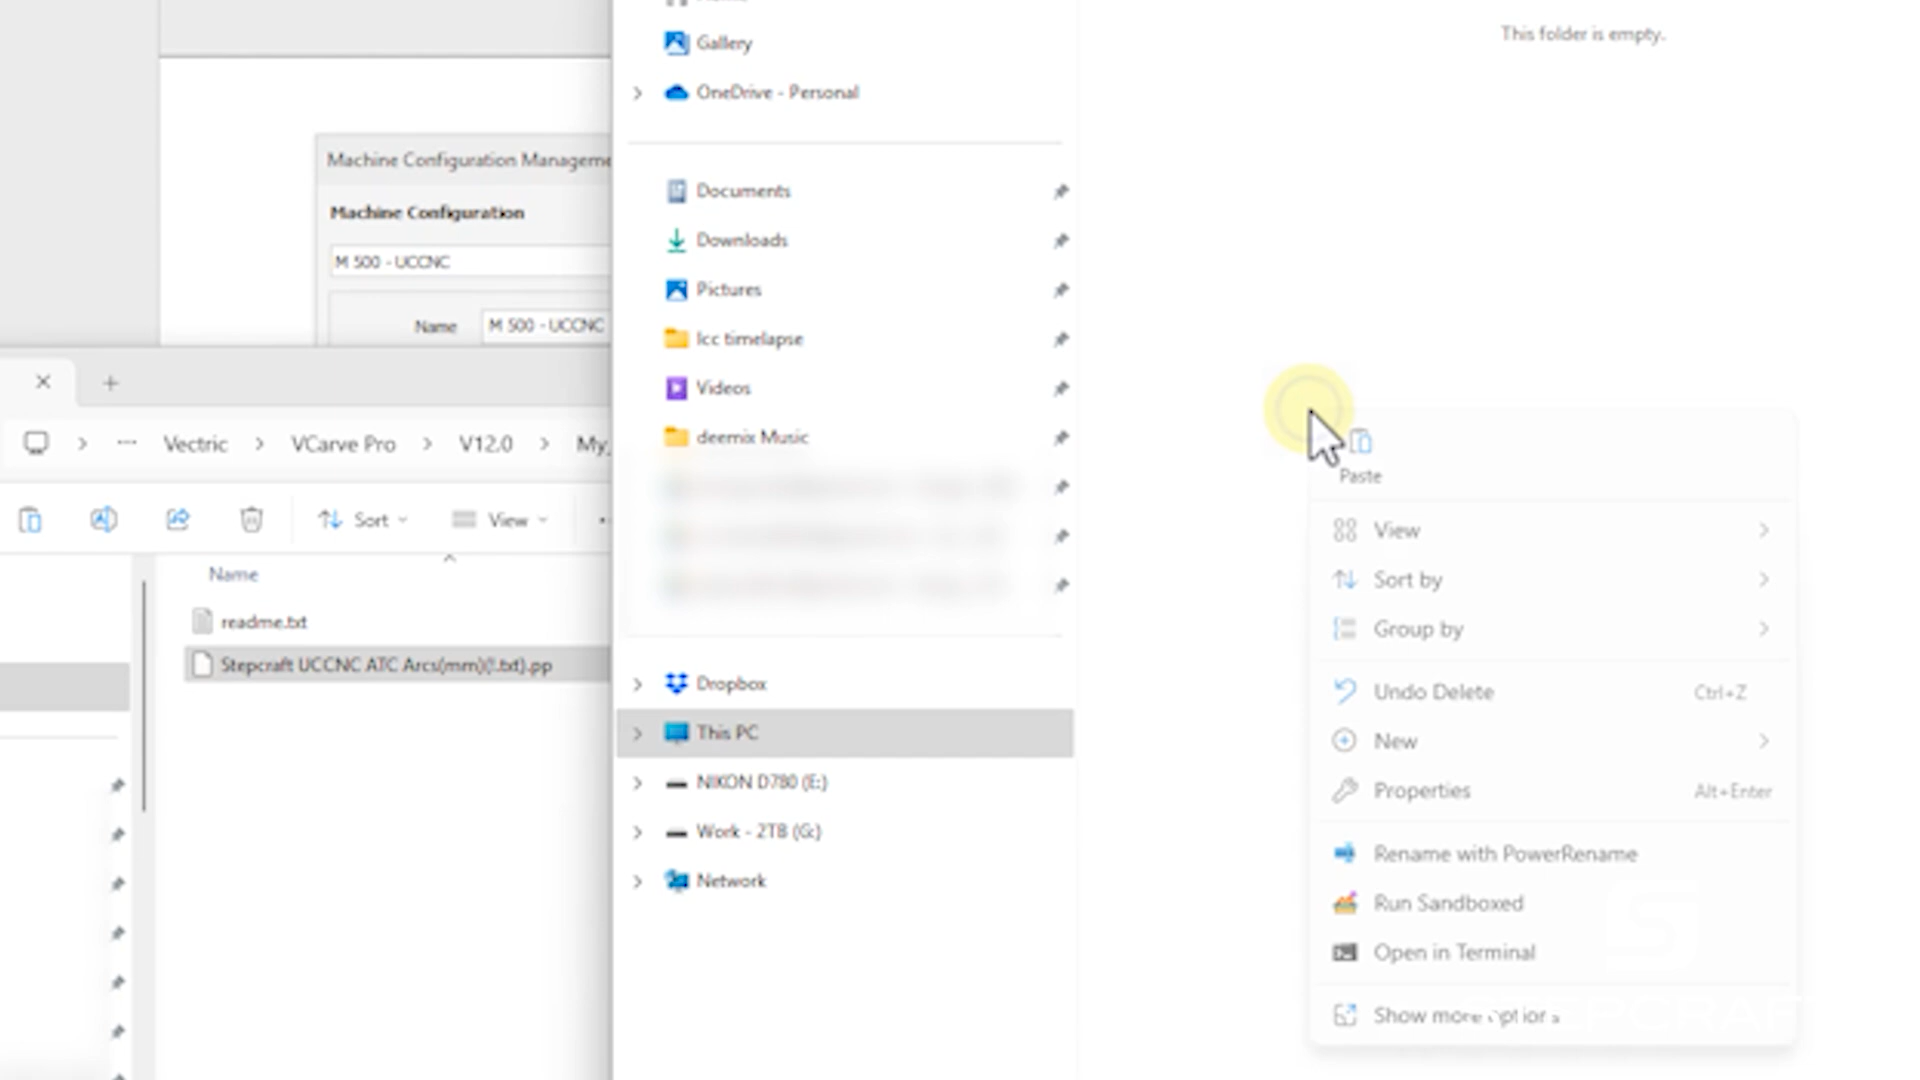 Machine Configuration Manageme
Machine Configuration
M 500 - UCCNC
Name
M 500 - UCCNC
Vectric
VCarve Pro
V12.0
My_
Sort
View
Name
readme.txt
Stepcraft UCCNC ATC Arcs(mm)(!.txt).pp
Gallery
OneDrive - Personal
Documents
Downloads
Pictures
lcc timelapse
Videos
deemix Music
Dropbox
This PC
NIKON D780 (E:)
Work - 2TB (G:)
Network
This folder is empty.
Paste
View
Sort by
Group by
Undo Delete Ctrl+Z
New
Properties Alt+Enter
Rename with PowerRename
Run Sandboxed
Open in Terminal
Show more options